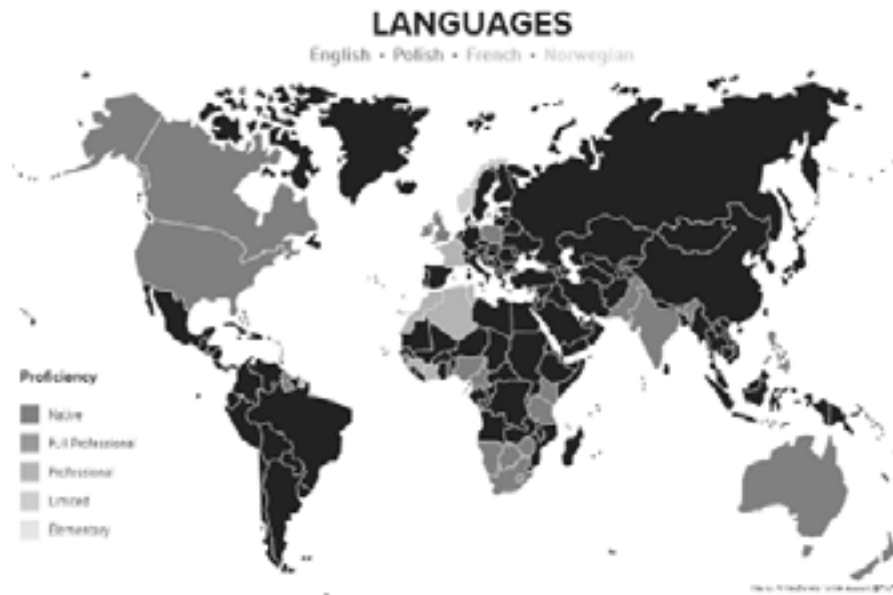 LANGUAGES
English • Polish • French • Norwegian
Proficiency
Native
Full Professional
Professional
Limited
Elementary